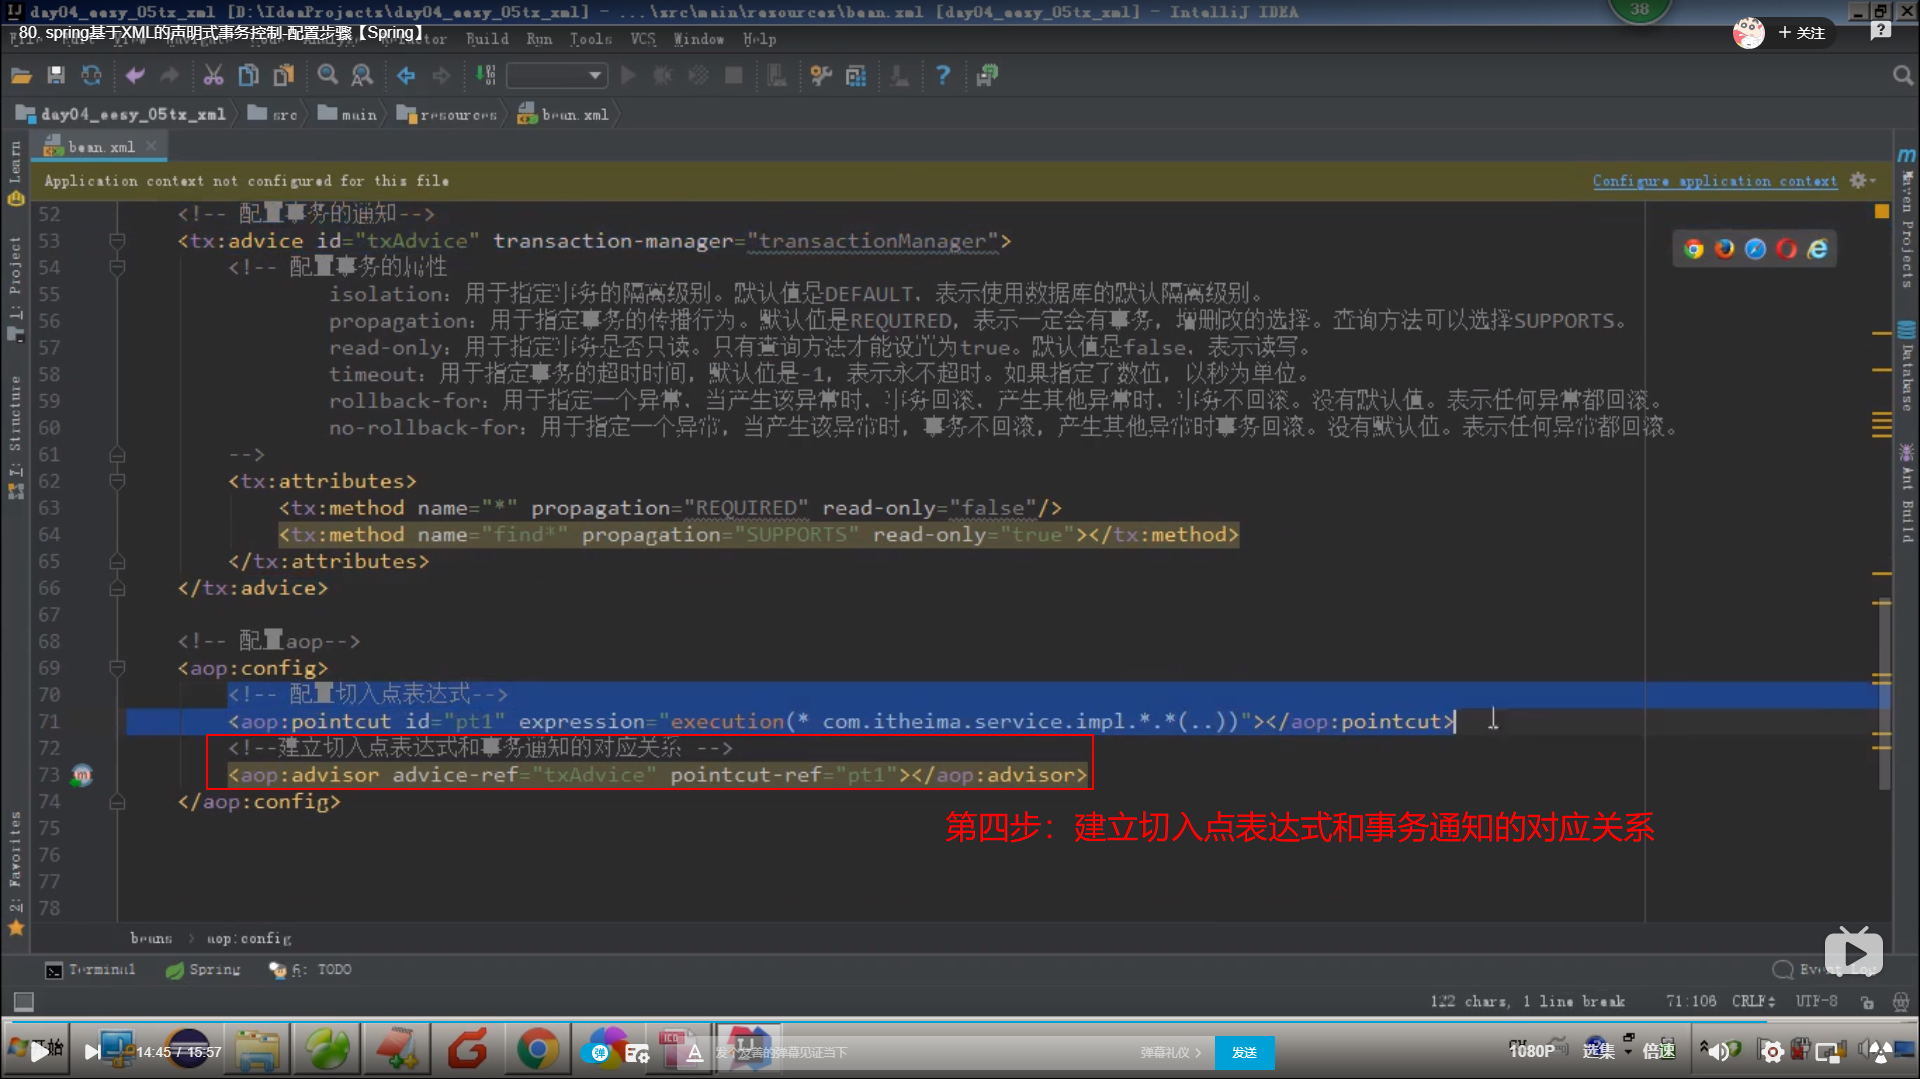 day04_eesy_05tx_xml [D:\IdeaProjects\day04_eesy_05tx_xml] - ...\src\main\resources\bean.xml [day04_eesy_05tx_xml] - IntelliJ IDEA
38
80. spring基于XML的声明式事务控制-配置步骤【Spring】
Build Run Tools VCS Window Help
+ 关注
day04_eesy_05tx_xml src main resources bean.xml
bean.xml
Application context not configured for this file
Configure application context
52 <!-- 配置事务的通知-->
53 <tx:advice id="txAdvice" transaction-manager="transactionManager">
54 <!-- 配置事务的属性
55 isolation：用于指定事务的隔离级别。默认值是DEFAULT，表示使用数据库的默认隔离级别。
56 propagation：用于指定事务的传播行为。默认值是REQUIRED，表示一定会有事务，增删改的选择。查询方法可以选择SUPPORTS。
57 read-only：用于指定事务是否只读。只有查询方法才能设置为true。默认值是false，表示读写。
58 timeout：用于指定事务的超时时间，默认值是-1，表示永不超时。如果指定了数值，以秒为单位。
59 rollback-for：用于指定一个异常，当产生该异常时，事务回滚，产生其他异常时，事务不回滚。没有默认值。表示任何异常都回滚。
60 no-rollback-for：用于指定一个异常，当产生该异常时，事务不回滚，产生其他异常时事务回滚。没有默认值。表示任何异常都回滚。
61 -->
62 <tx:attributes>
63 <tx:method name="*" propagation="REQUIRED" read-only="false"/>
64 <tx:method name="find*" propagation="SUPPORTS" read-only="true"></tx:method>
65 </tx:attributes>
66 </tx:advice>
67
68 <!-- 配置aop-->
69 <aop:config>
70 <!-- 配置切入点表达式-->
71 <aop:pointcut id="pt1" expression="execution(* com.itheima.service.impl.*.*(..))"></aop:pointcut>
72 <!--建立切入点表达式和事务通知的对应关系 -->
73 <aop:advisor advice-ref="txAdvice" pointcut-ref="pt1"></aop:advisor>
74 </aop:config>
第四步：建立切入点表达式和事务通知的对应关系
75
76
77
78
Learn
1: Project
7: Structure
2: Favorites
Maven Projects
Database
Ant Build
beans › aop:config
Terminal Spring 6: TODO
Event Log
122 chars, 1 line break 71:106 CRLF UTF-8
14:45 / 15:57
弹
发个友善的弹幕见证当下
弹幕礼仪 >
发送
1080P
选集
倍速